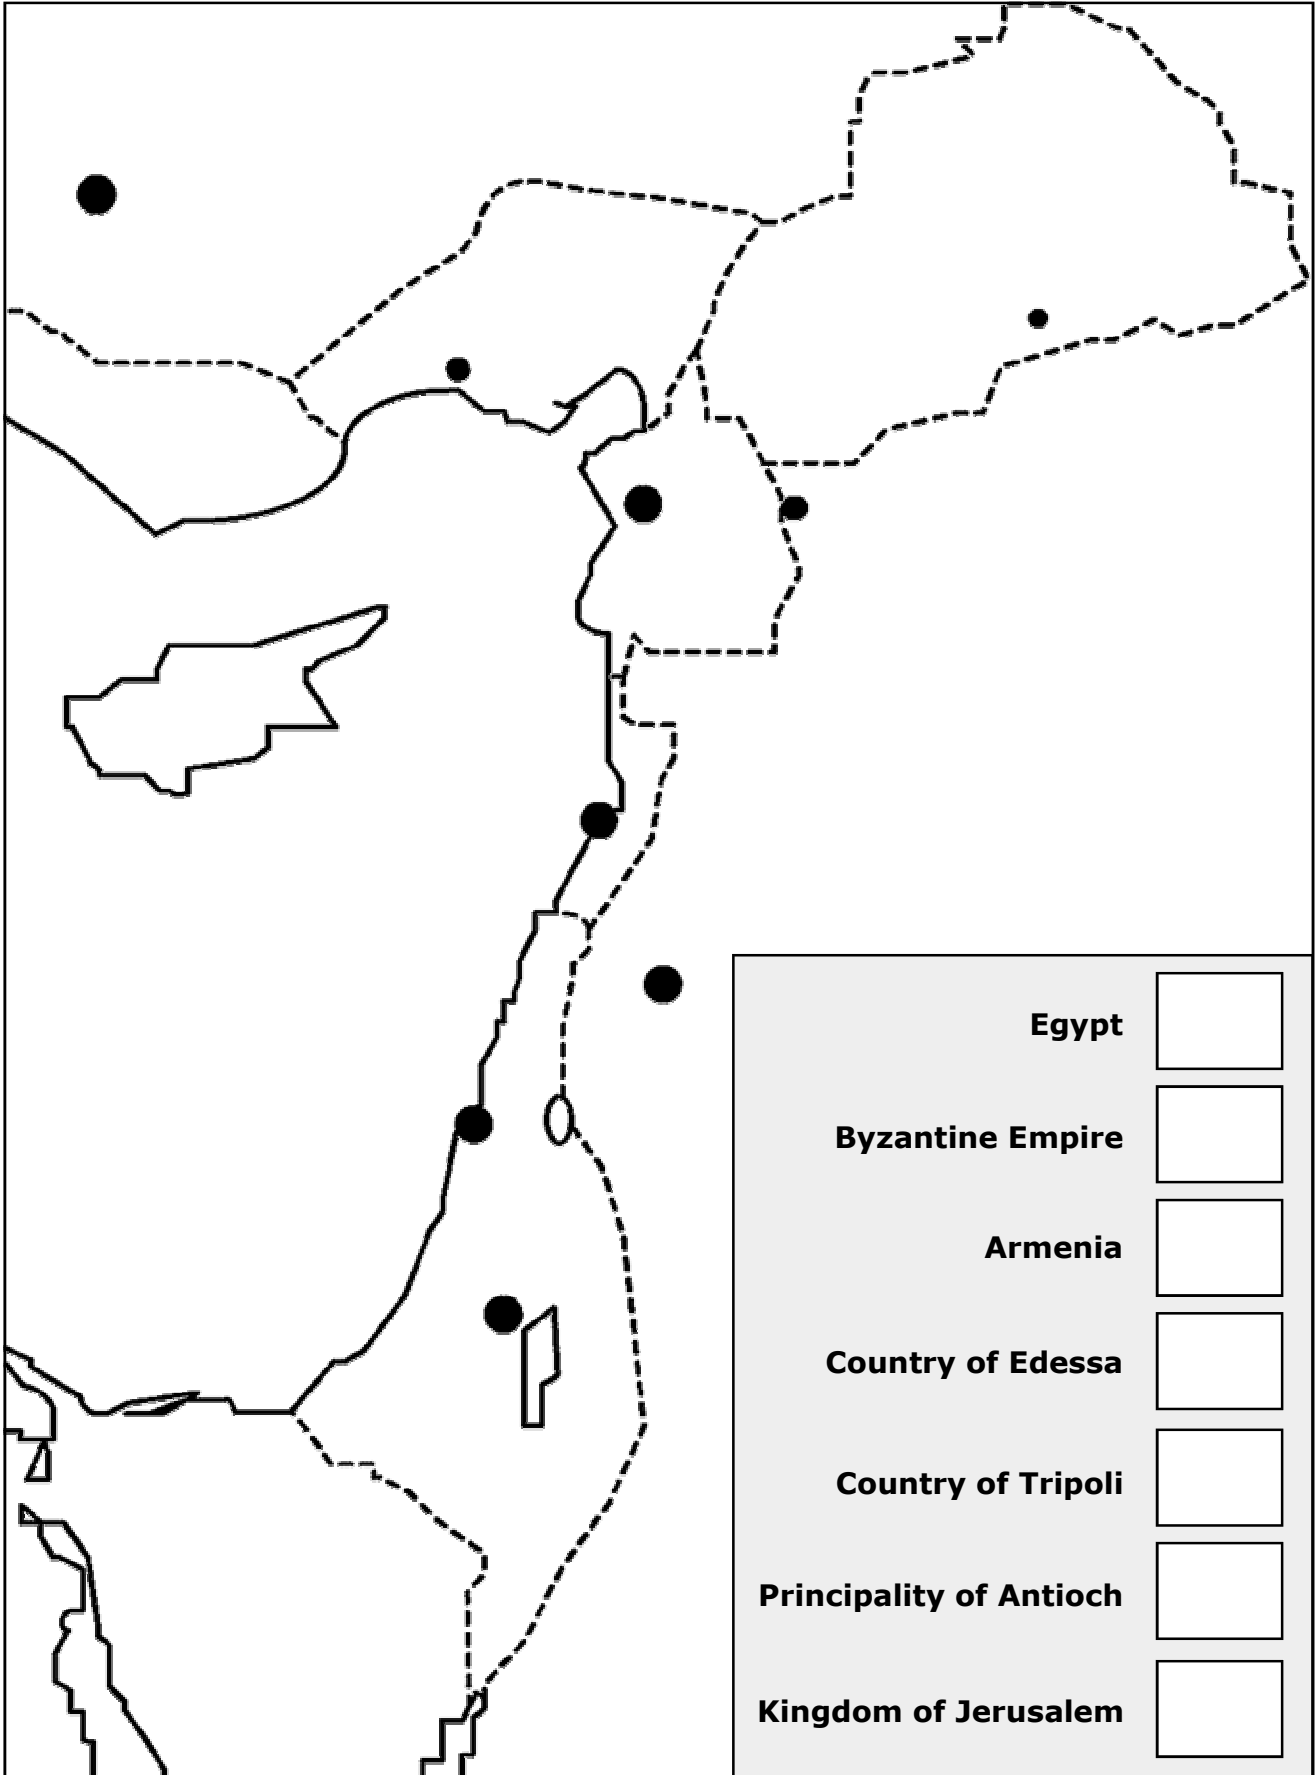 Egypt
Byzantine Empire
Armenia
Country of Edessa
Country of Tripoli
Principality of Antioch
Kingdom of Jerusalem